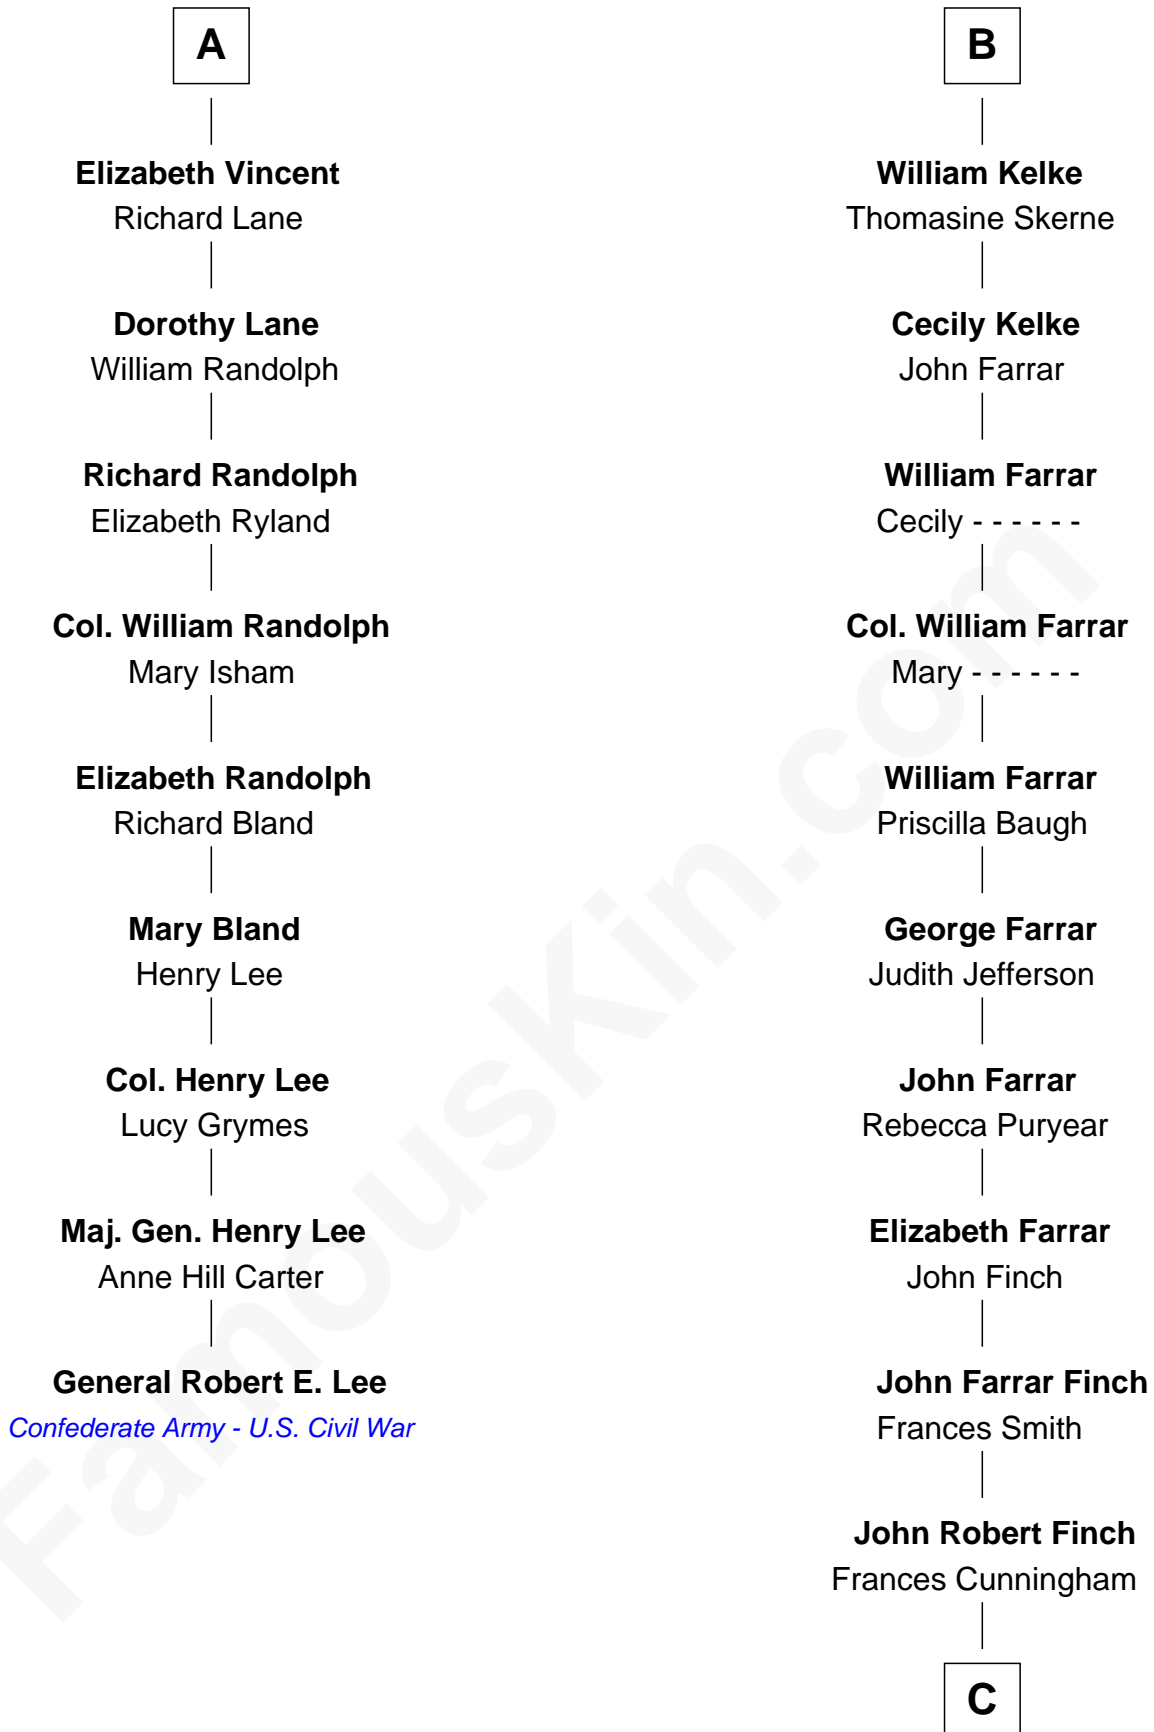 A
Elizabeth Vincent
Richard Lane
Dorothy Lane
William Randolph
Richard Randolph
Elizabeth Ryland
Col. William Randolph
Mary Isham
Elizabeth Randolph
Richard Bland
Mary Bland
Henry Lee
Col. Henry Lee
Lucy Grymes
Maj. Gen. Henry Lee
Anne Hill Carter
General Robert E. Lee
Confederate Army - U.S. Civil War
B
William Kelke
Thomasine Skerne
Cecily Kelke
John Farrar
William Farrar
Cecily - - - - - -
Col. William Farrar
Mary - - - - - -
William Farrar
Priscilla Baugh
George Farrar
Judith Jefferson
John Farrar
Rebecca Puryear
Elizabeth Farrar
John Finch
John Farrar Finch
Frances Smith
John Robert Finch
Frances Cunningham
C
FamousKin.com